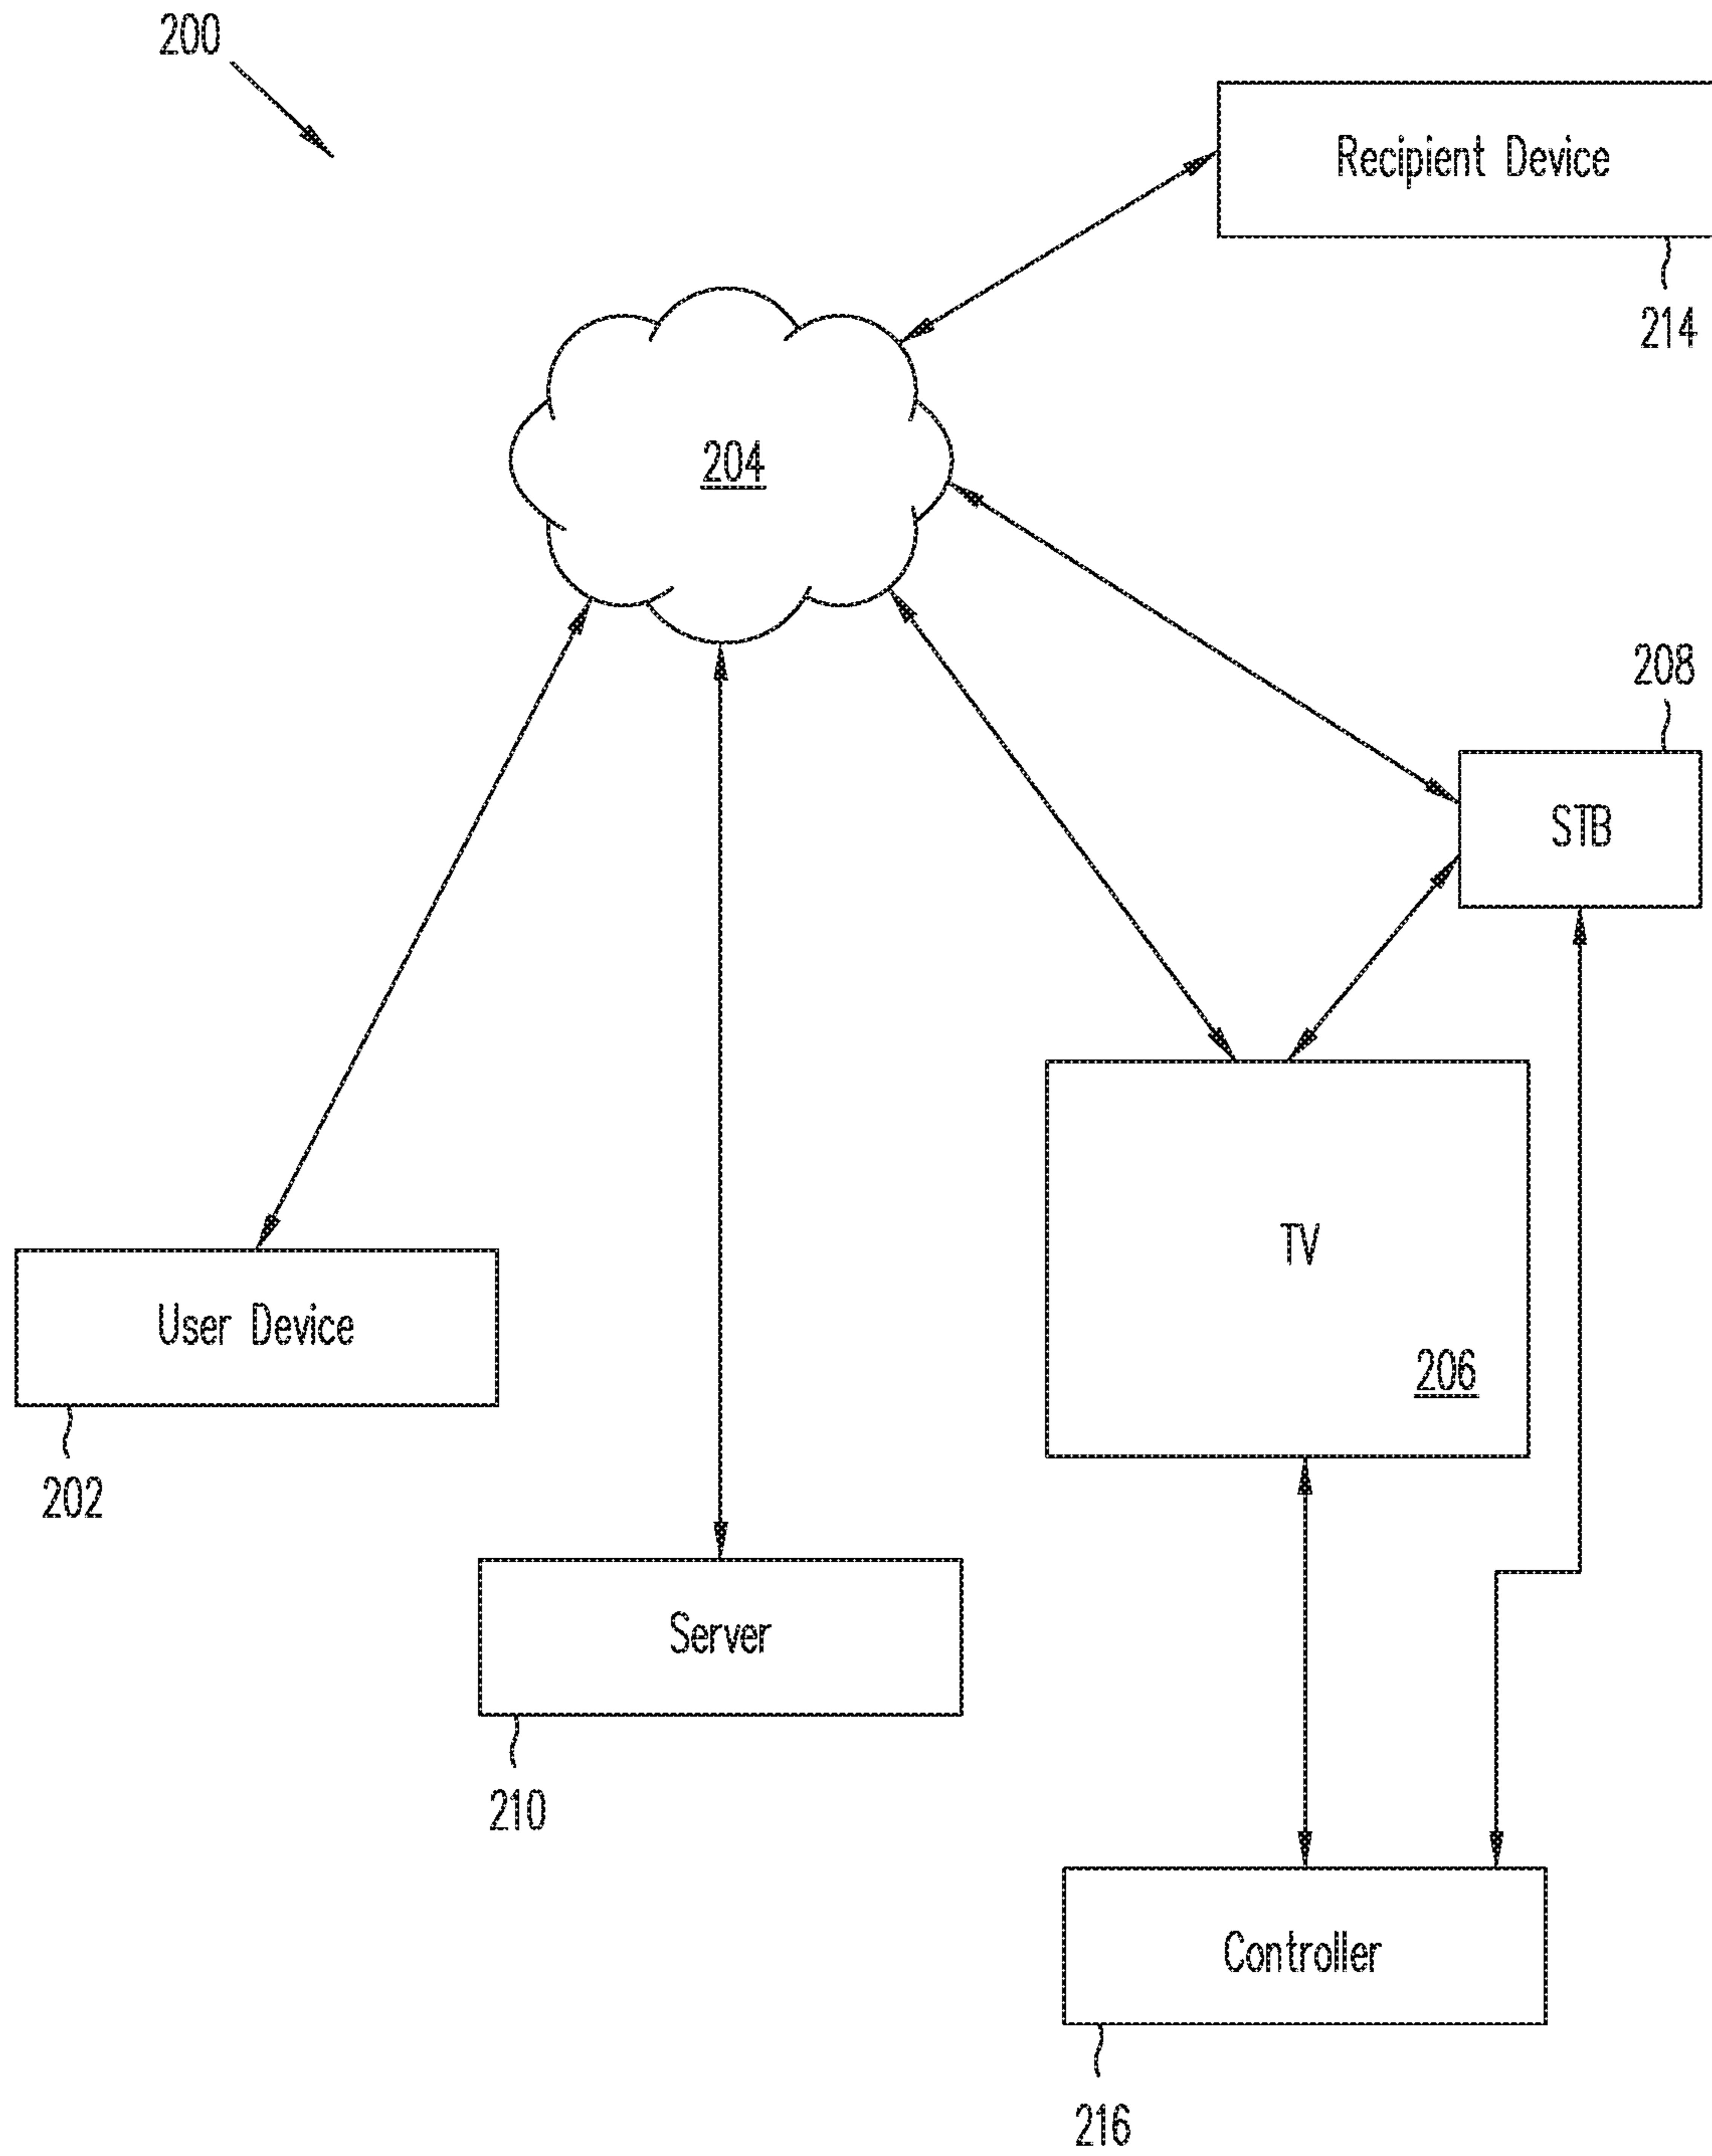 200
Recipient Device
214
204
208
STB
TV
206
User Device
202
Server
210
Controller
216